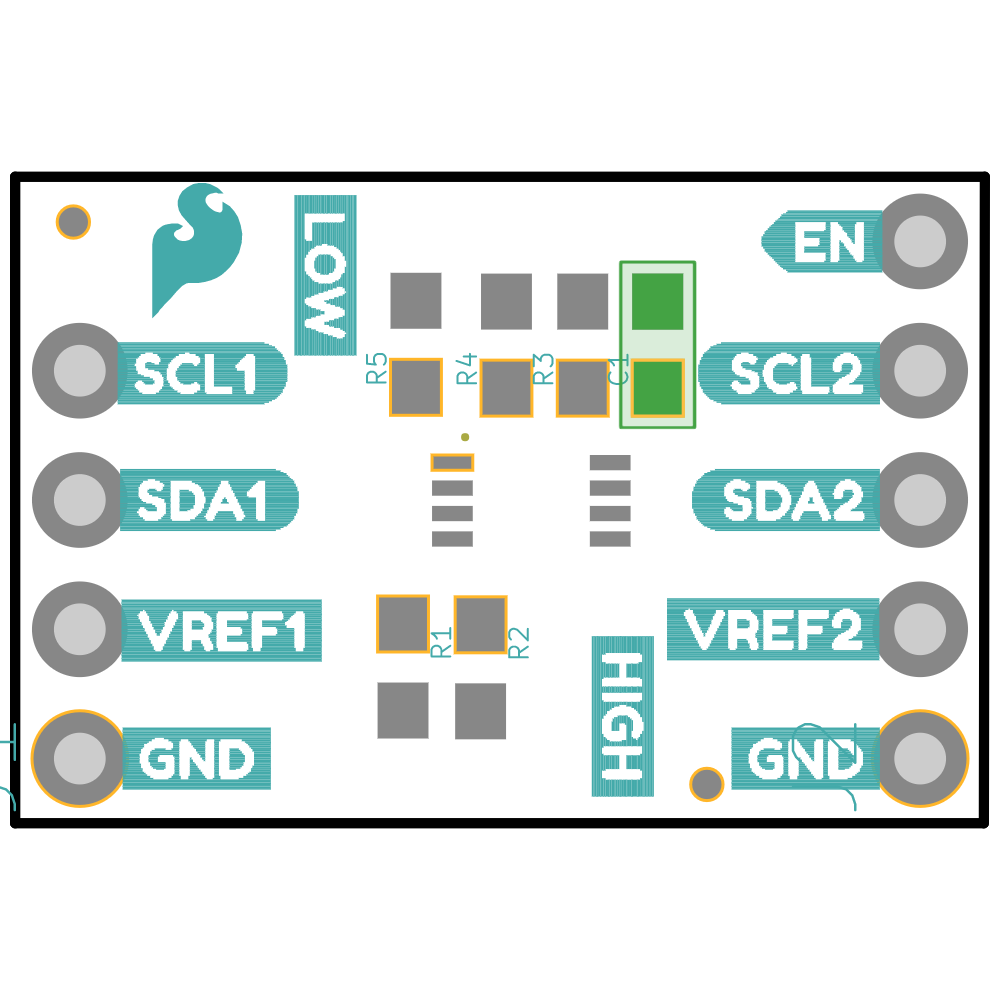 LOW
EN
SCL1
R5
R4
R3
C1
SCL2
SDA1
SDA2
VREF1
R1
R2
VREF2
HIGH
GND
GND